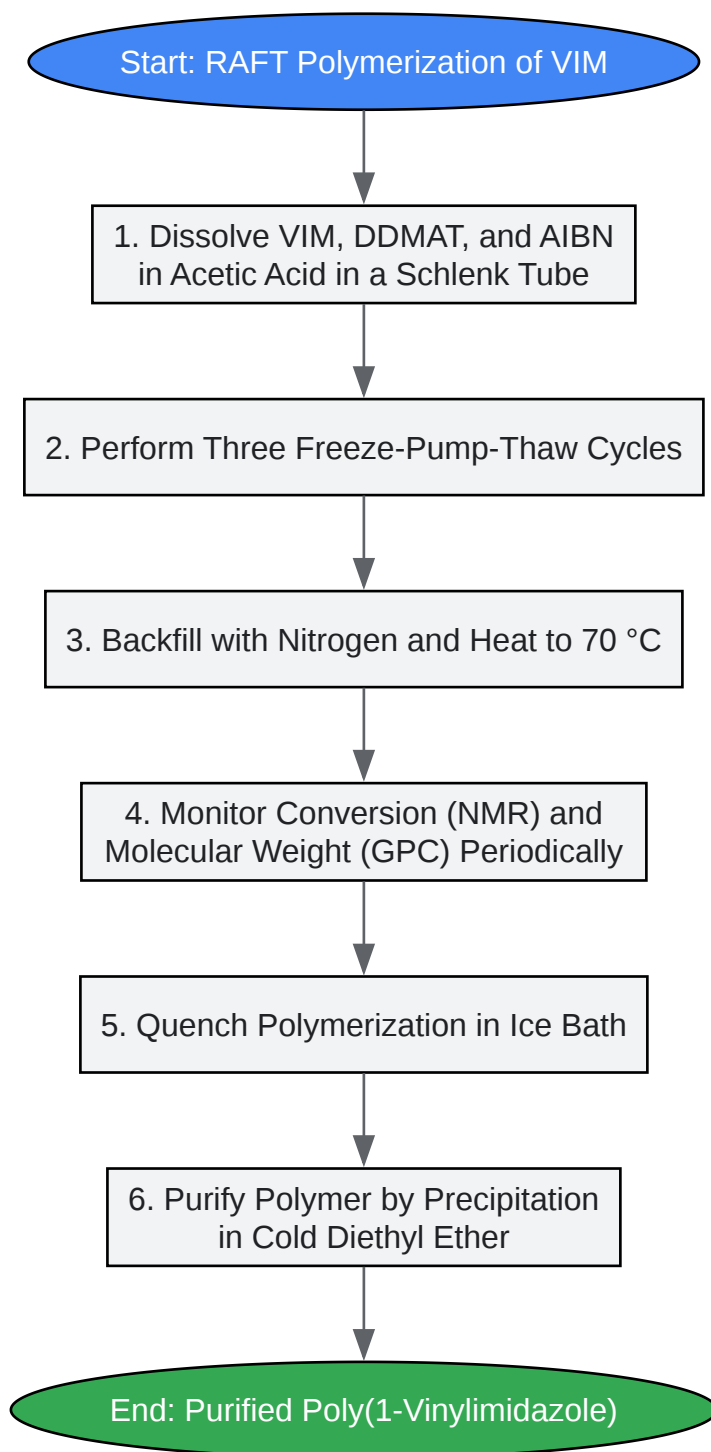 Start: RAFT Polymerization of VIM
1. Dissolve VIM, DDMAT, and AIBN
in Acetic Acid in a Schlenk Tube
2. Perform Three Freeze-Pump-Thaw Cycles
3. Backfill with Nitrogen and Heat to 70 °C
4. Monitor Conversion (NMR) and
Molecular Weight (GPC) Periodically
5. Quench Polymerization in Ice Bath
6. Purify Polymer by Precipitation
in Cold Diethyl Ether
End: Purified Poly(1-Vinylimidazole)